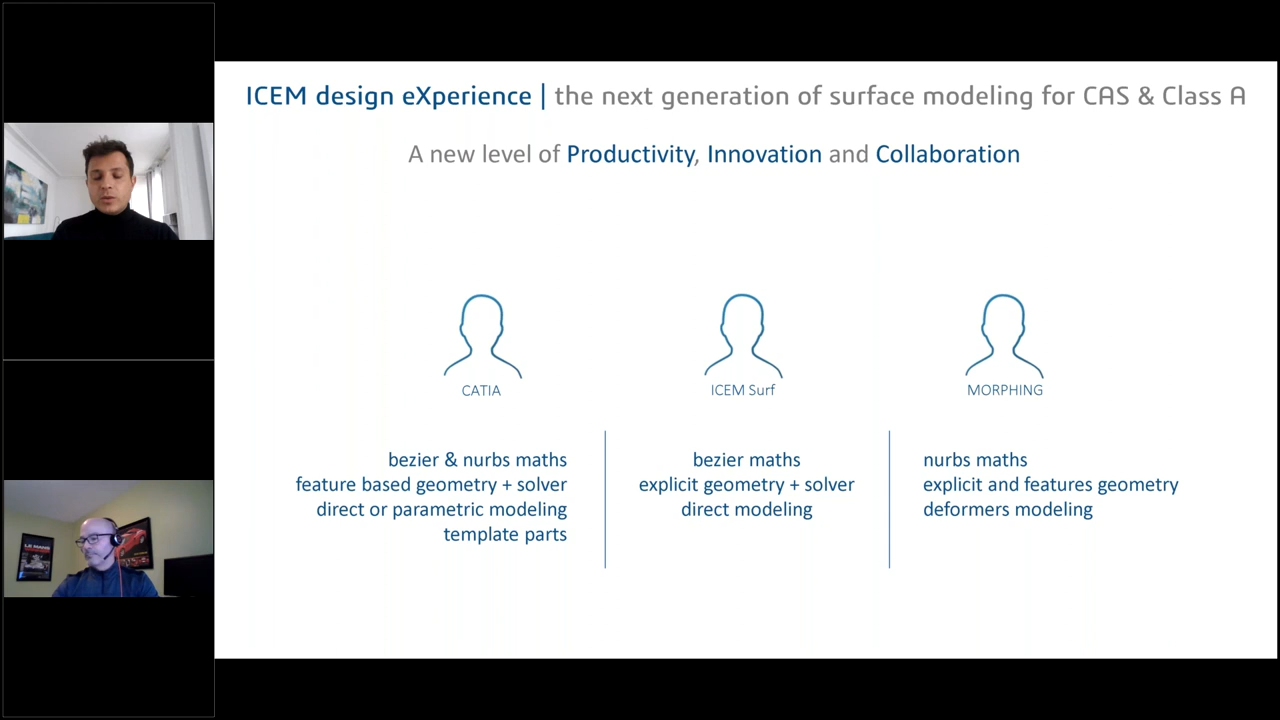 ICEM design eXperience | the next generation of surface modeling for CAS & Class A
A new level of Productivity, Innovation and Collaboration
CATIA
bezier & nurbs maths
feature based geometry + solver
direct or parametric modeling
template parts
ICEM Surf
bezier maths
explicit geometry + solver
direct modeling
MORPHING
nurbs maths
explicit and features geometry
deformers modeling
LE MANS